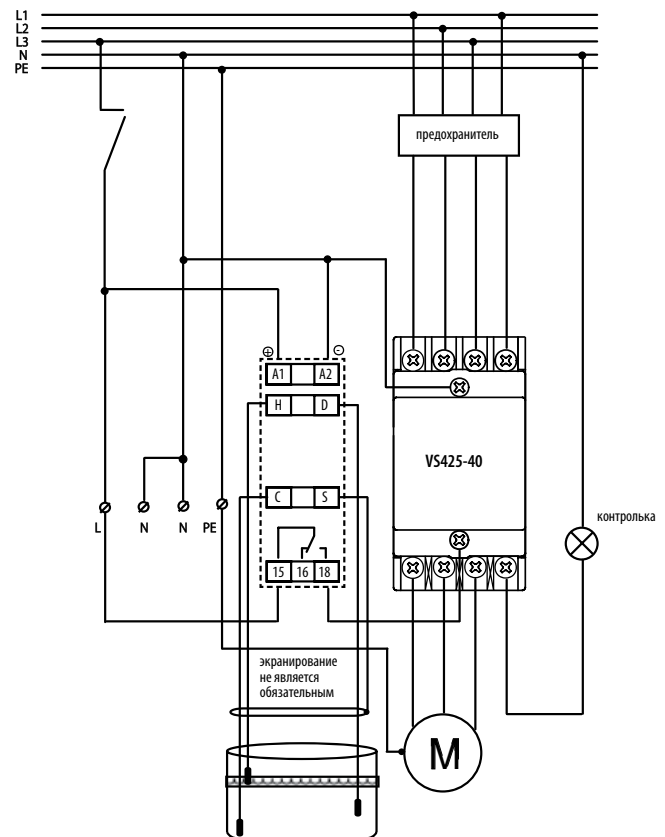 L1
L2
L3
N
PE
предохранитель
A1 A2
H D
VS425-40
C S
L N N PE
контролька
15 16 18
экранирование
не является
обязательным
M